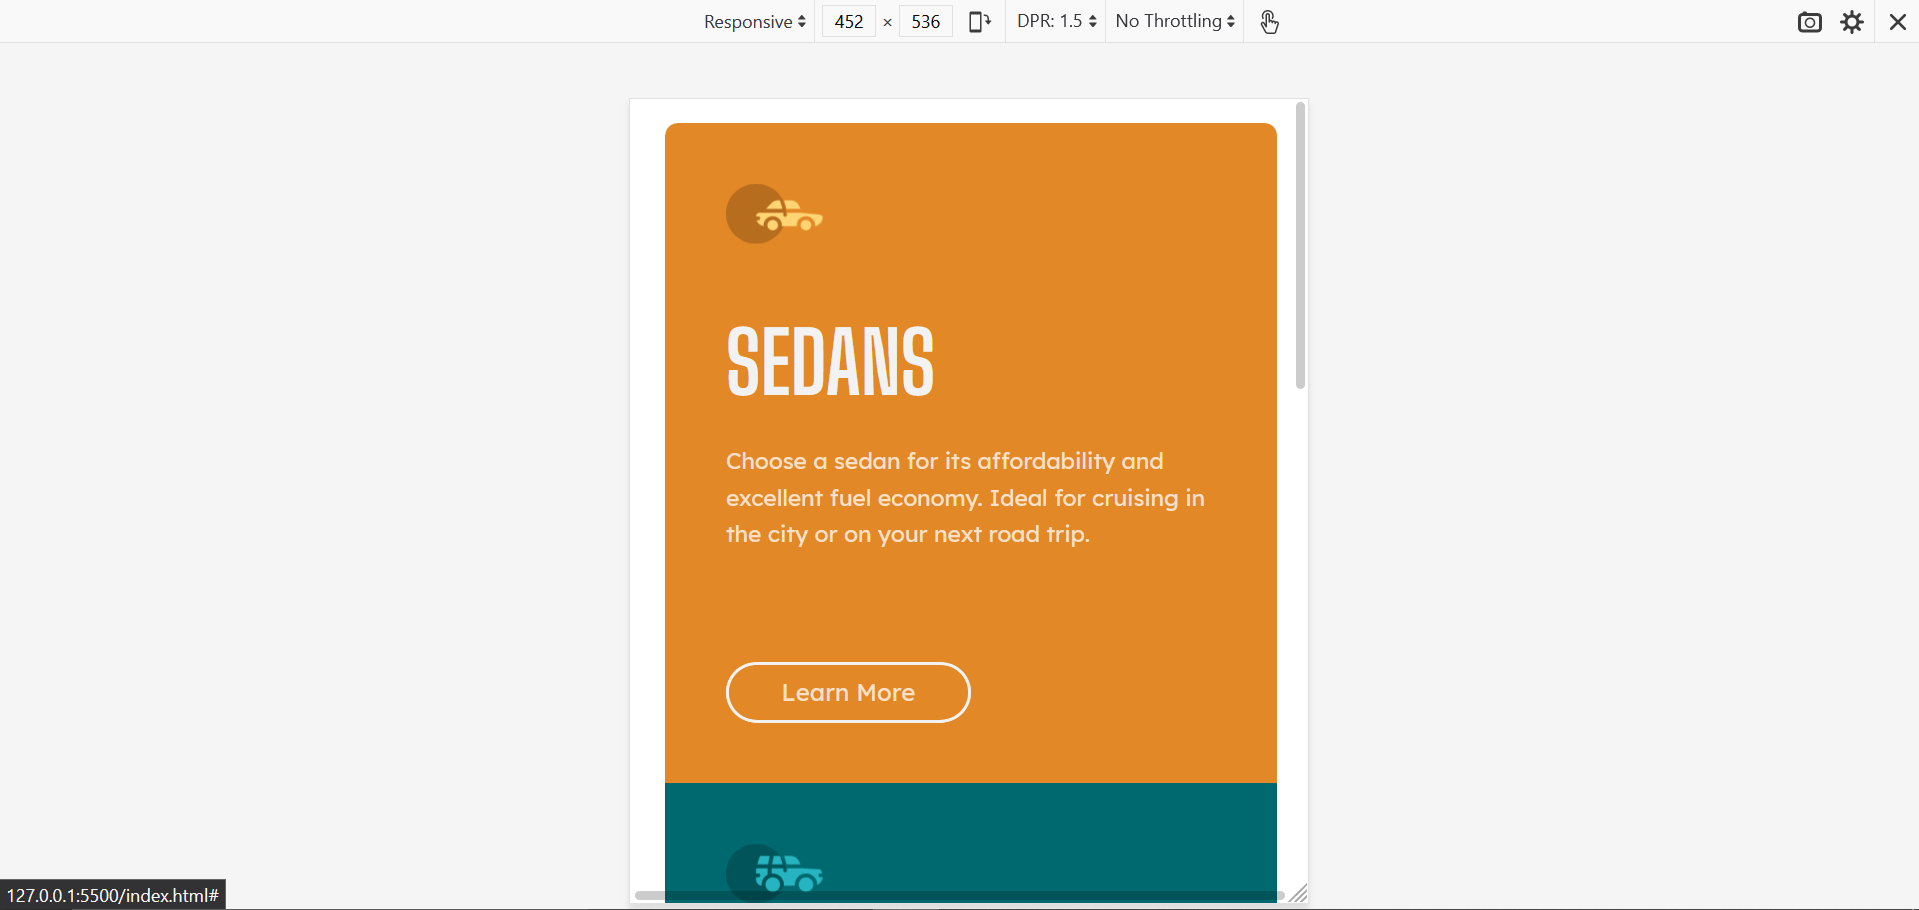 Responsive 452 × 536 DPR: 1.5 No Throttling
SEDANS
Choose a sedan for its affordability and
excellent fuel economy. Ideal for cruising in
the city or on your next road trip.
Learn More
127.0.0.1:5500/index.html#